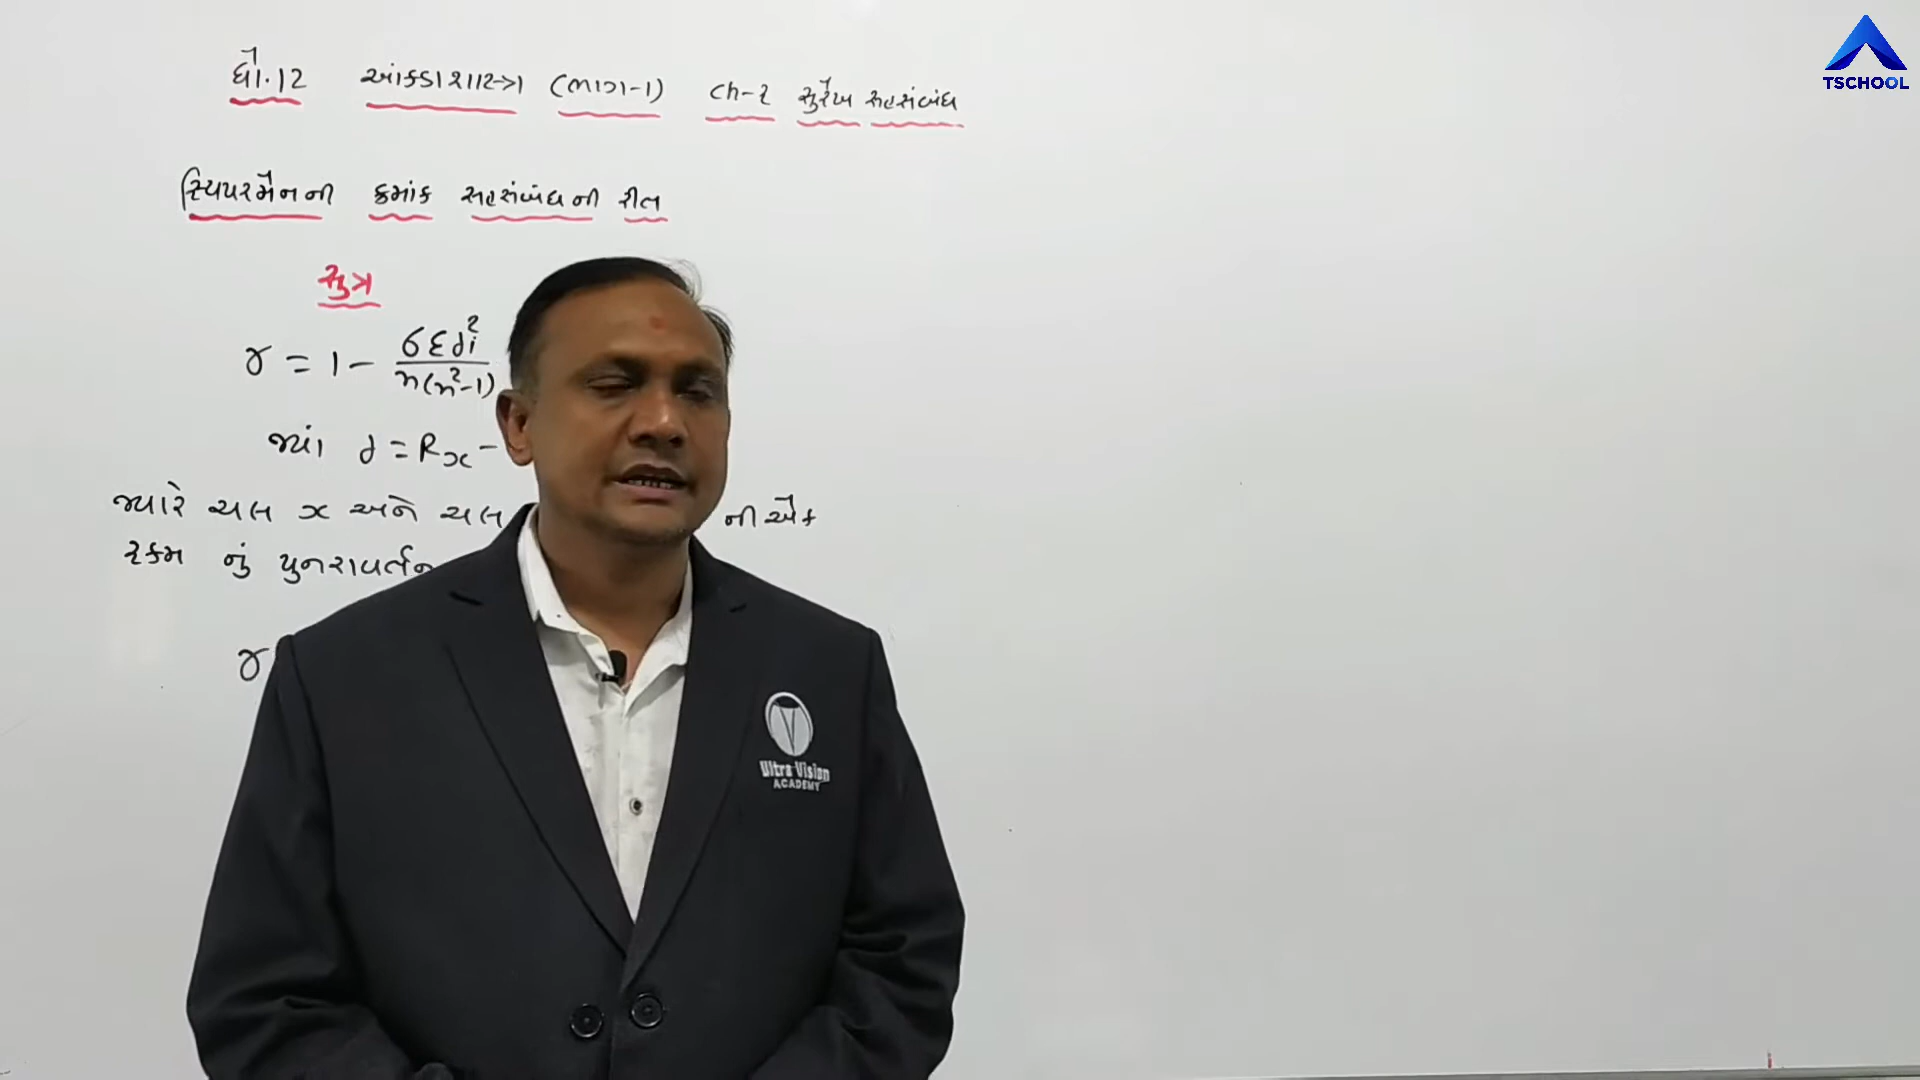 ધો.12 આંકડાશાસ્ત્ર (ભાગ-1) ch-2 સુરેખ સહસંબંધ
સ્પિયરમેનની ક્રમાંક સહસંબંધની રીત
સુત્ર
r = 1 - 6Σdi² / n(n²-1)
જ્યાં d = Rx -
જ્યારે ચલ x અને ચલ ની એક
રકમ નું પુનરાવર્તન
r
Ultra Vision
ACADEMY
TSCHOOL